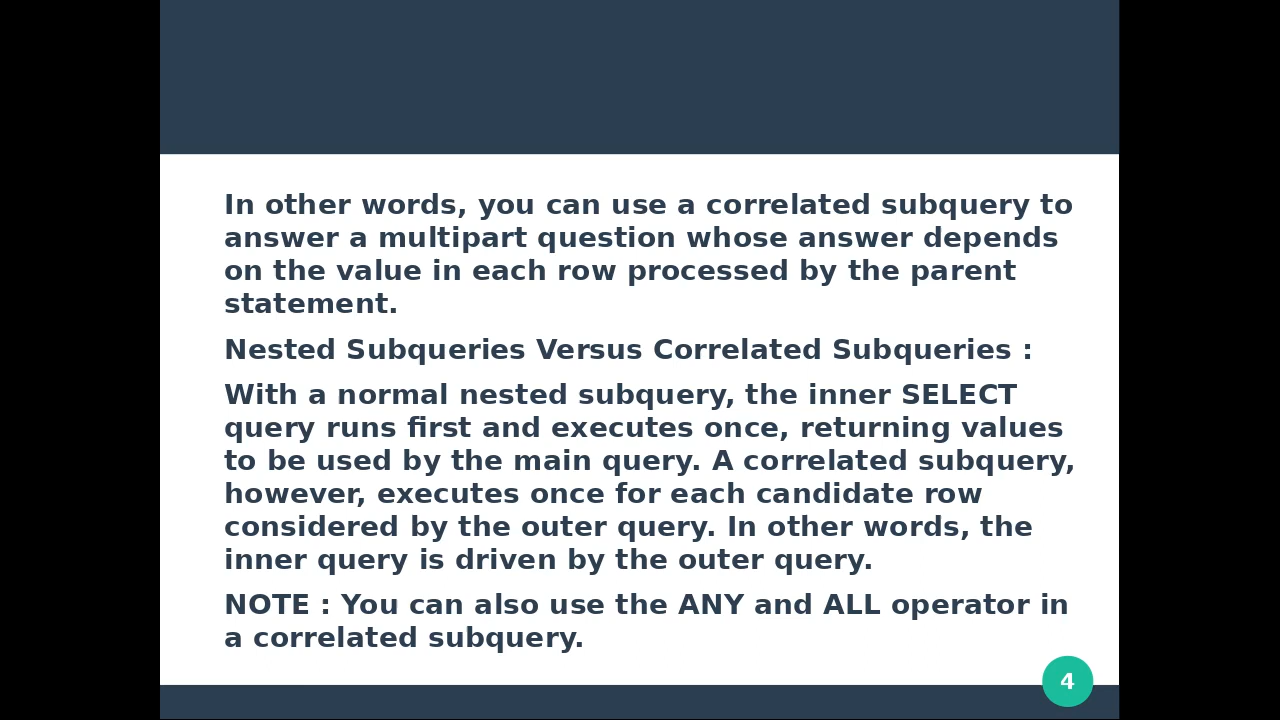 In other words, you can use a correlated subquery to
answer a multipart question whose answer depends
on the value in each row processed by the parent
statement.
Nested Subqueries Versus Correlated Subqueries :
With a normal nested subquery, the inner SELECT
query runs first and executes once, returning values
to be used by the main query. A correlated subquery,
however, executes once for each candidate row
considered by the outer query. In other words, the
inner query is driven by the outer query.
NOTE : You can also use the ANY and ALL operator in
a correlated subquery.
4